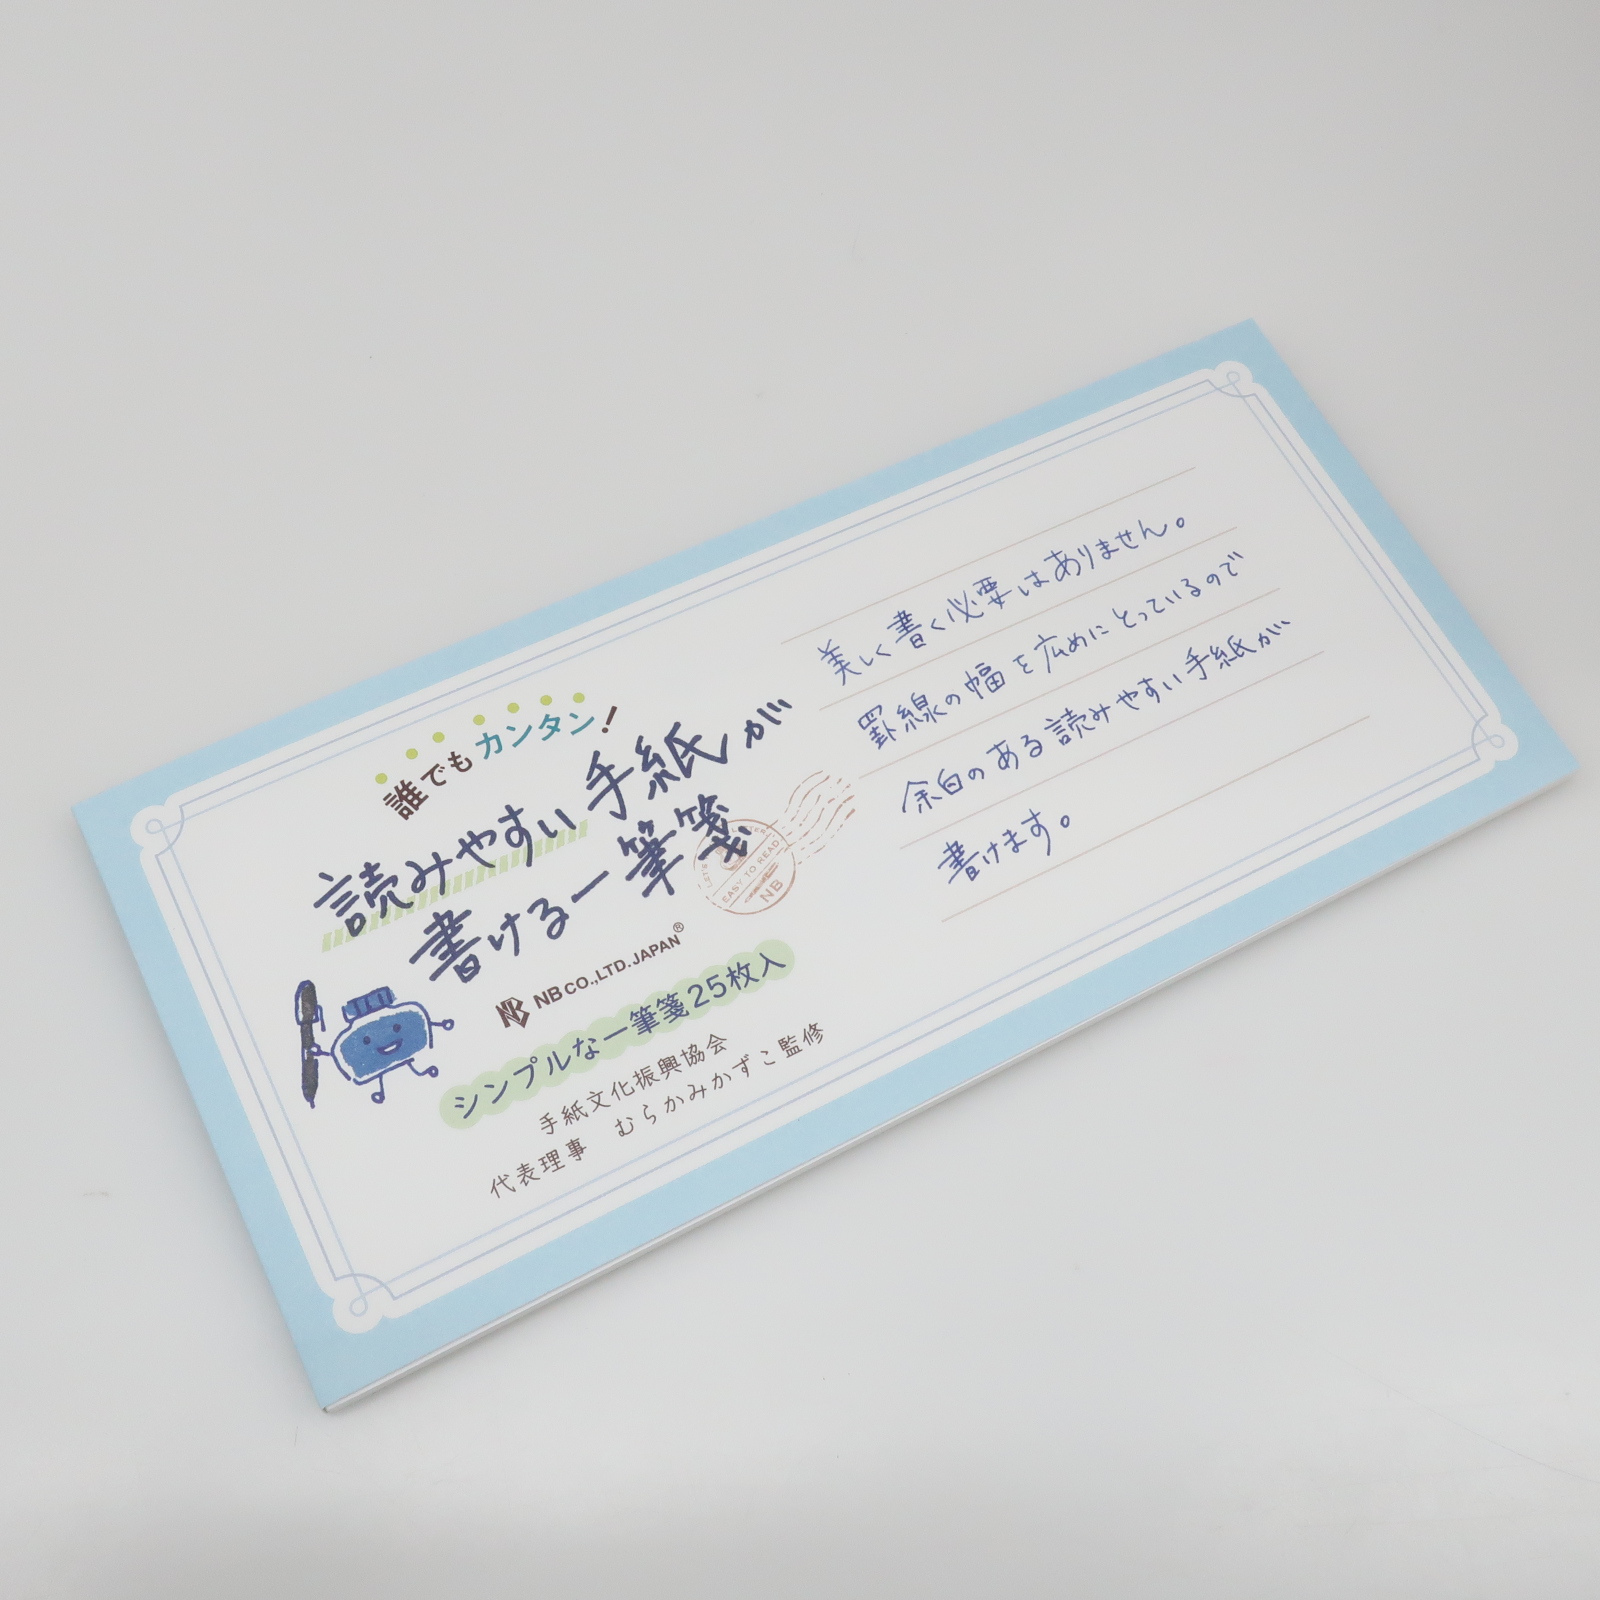 誰でもカンタン!
読みやすい手紙が
書ける一筆箋
LETTER
EASY TO READ
NB
NB CO.,LTD.JAPAN®
シンプルな一筆箋25枚入
手紙文化振興協会
代表理事 むらかみかずこ監修
美しく書く必要はありません。
罫線の幅を広めにとっているので
余白のある読みやすい手紙が
書けます。